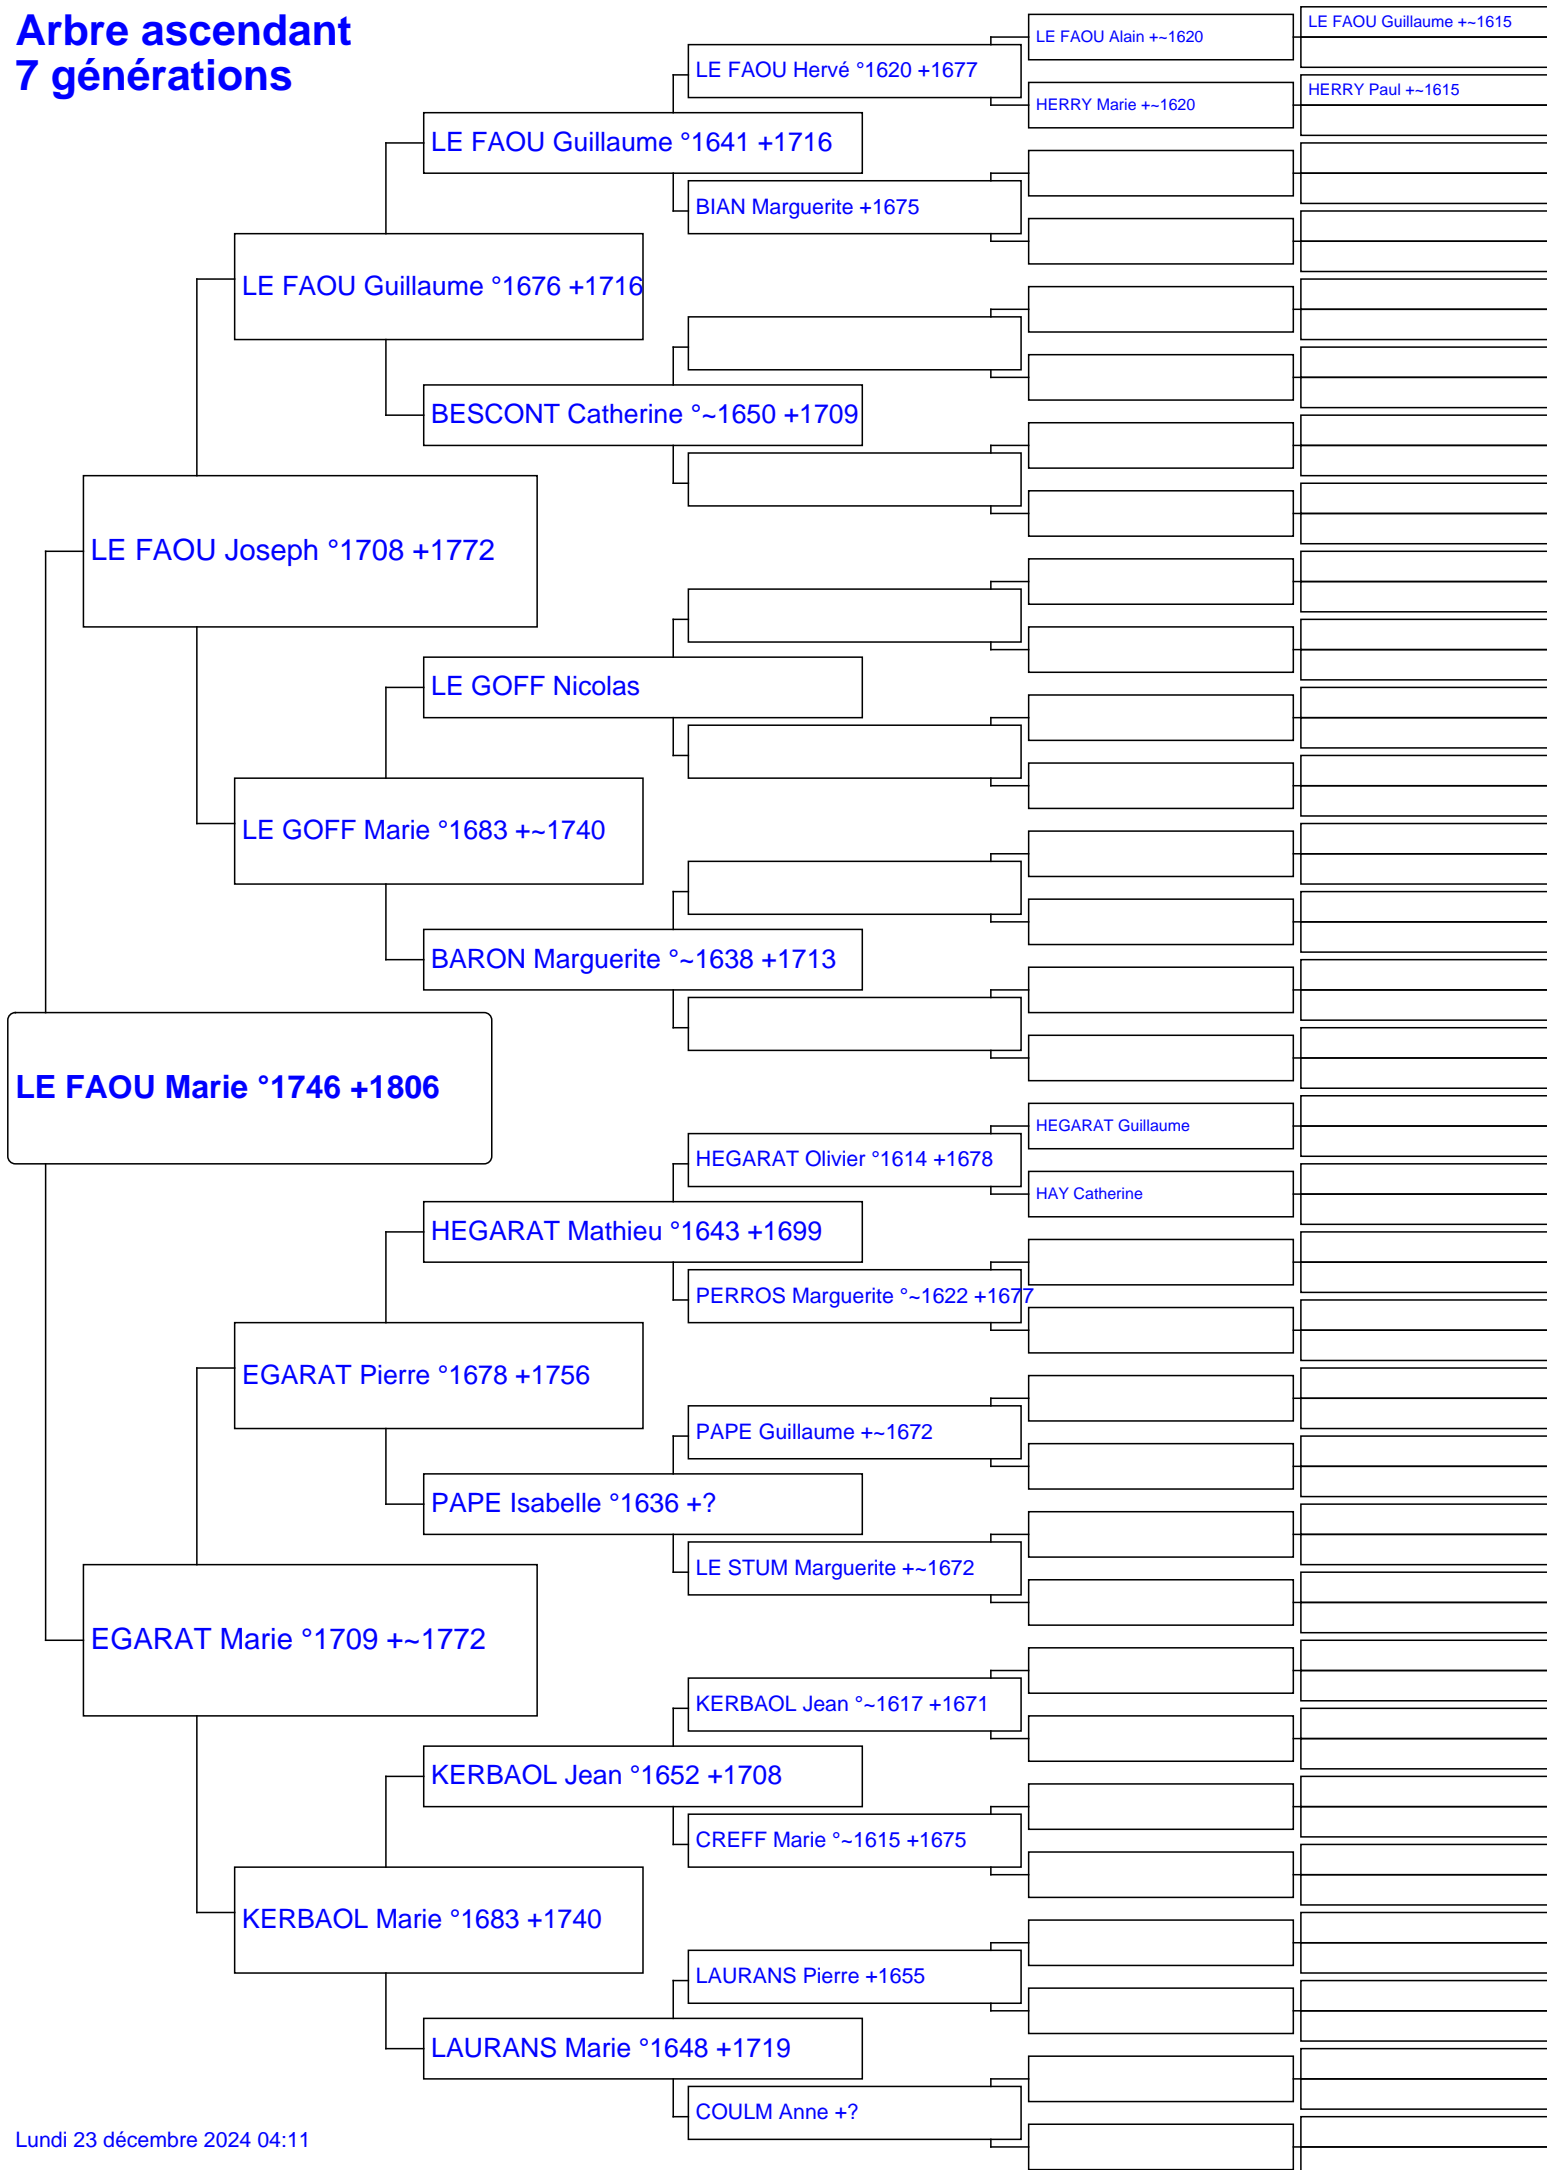 Arbre ascendant
7 générations
LE FAOU Guillaume +~1615
LE FAOU Alain +~1620
LE FAOU Hervé °1620 +1677
HERRY Paul +~1615
HERRY Marie +~1620
LE FAOU Guillaume °1641 +1716
BIAN Marguerite +1675
LE FAOU Guillaume °1676 +1716
BESCONT Catherine °~1650 +1709
LE FAOU Joseph °1708 +1772
LE GOFF Nicolas
LE GOFF Marie °1683 +~1740
BARON Marguerite °~1638 +1713
LE FAOU Marie °1746 +1806
HEGARAT Guillaume
HEGARAT Olivier °1614 +1678
HAY Catherine
HEGARAT Mathieu °1643 +1699
PERROS Marguerite °~1622 +1677
EGARAT Pierre °1678 +1756
PAPE Guillaume +~1672
PAPE Isabelle °1636 +?
LE STUM Marguerite +~1672
EGARAT Marie °1709 +~1772
KERBAOL Jean °~1617 +1671
KERBAOL Jean °1652 +1708
CREFF Marie °~1615 +1675
KERBAOL Marie °1683 +1740
LAURANS Pierre +1655
LAURANS Marie °1648 +1719
COULM Anne +?
Lundi 23 décembre 2024 04:11